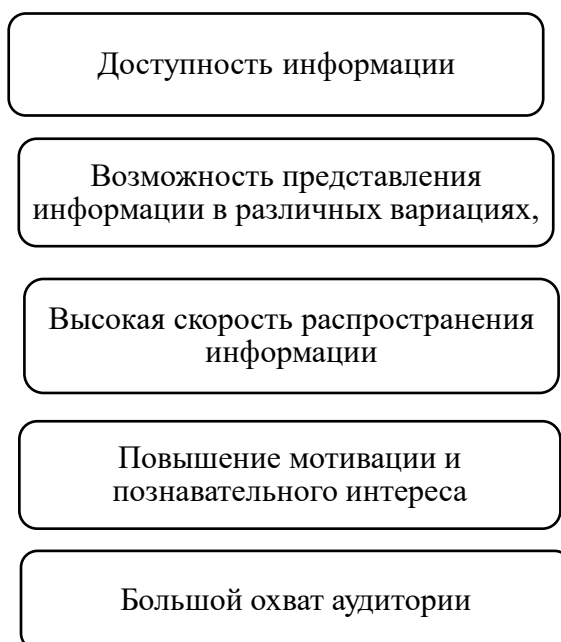 Доступность информации
Возможность представления
информации в различных вариациях,
Высокая скорость распространения
информации
Повышение мотивации и
познавательного интереса
Большой охват аудитории